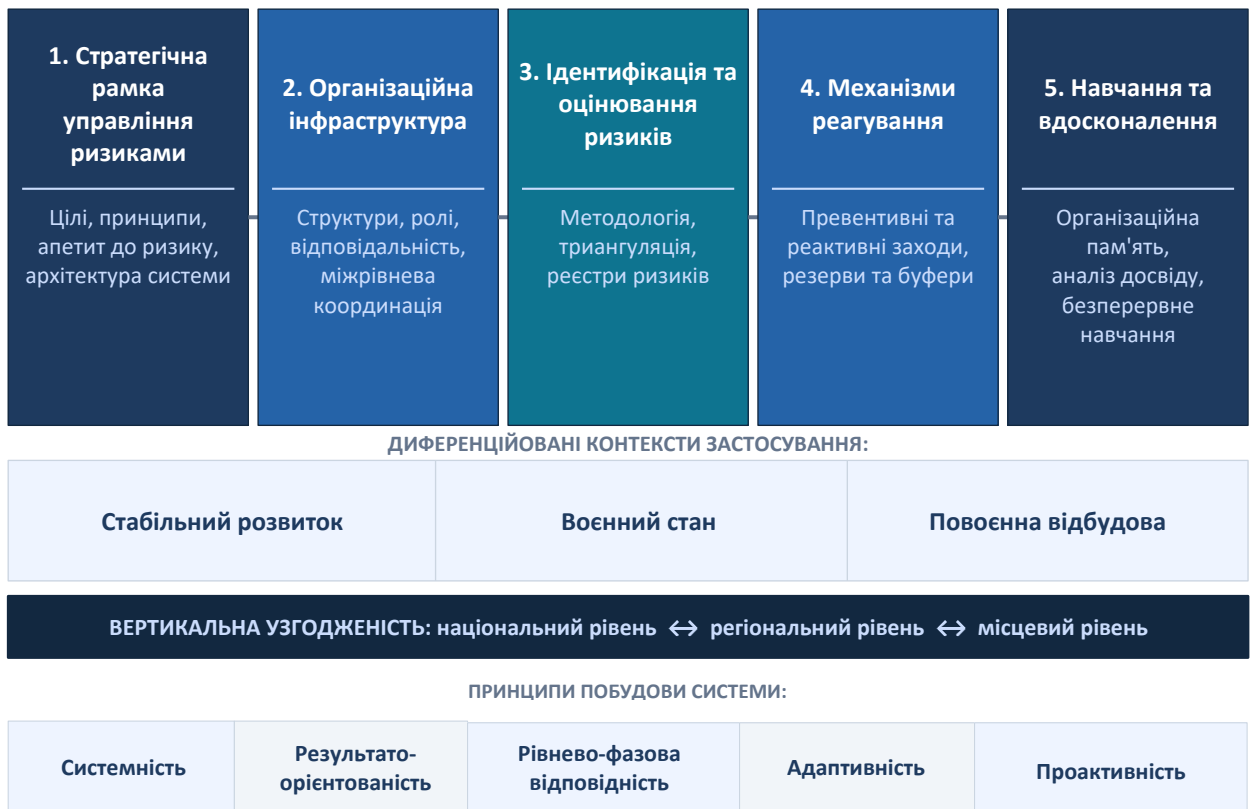 1. Стратегічна
рамка
управління
ризиками
Цілі, принципи,
апетит до ризику,
архітектура системи
2. Організаційна
інфраструктура
Структури, ролі,
відповідальність,
міжрівнева
координація
3. Ідентифікація та
оцінювання
ризиків
Методологія,
триангуляція,
реєстри ризиків
4. Механізми
реагування
Превентивні та
реактивні заходи,
резерви та буфери
5. Навчання та
вдосконалення
Організаційна
пам'ять,
аналіз досвіду,
безперервне
навчання
ДИФЕРЕНЦІЙОВАНІ КОНТЕКСТИ ЗАСТОСУВАННЯ:
Стабільний розвиток
Воєнний стан
Повоєнна відбудова
ВЕРТИКАЛЬНА УЗГОДЖЕНІСТЬ: національний рівень ↔ регіональний рівень ↔ місцевий рівень
ПРИНЦИПИ ПОБУДОВИ СИСТЕМИ:
Системність
Результато-
орієнтованість
Рівнево-фазова
відповідність
Адаптивність
Проактивність